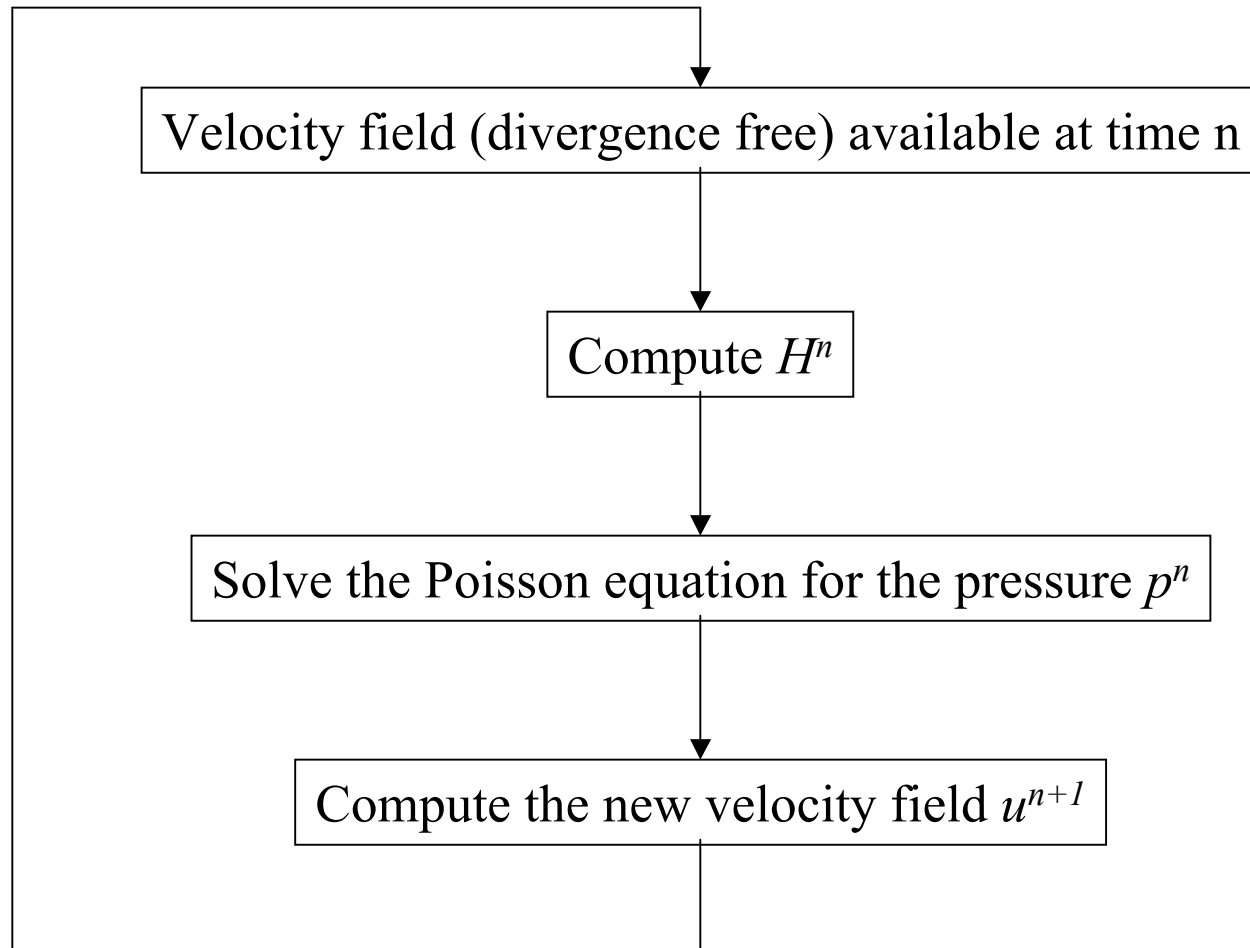 Velocity field (divergence free) available at time n
Compute Hⁿ
Solve the Poisson equation for the pressure pⁿ
Compute the new velocity field uⁿ⁺¹